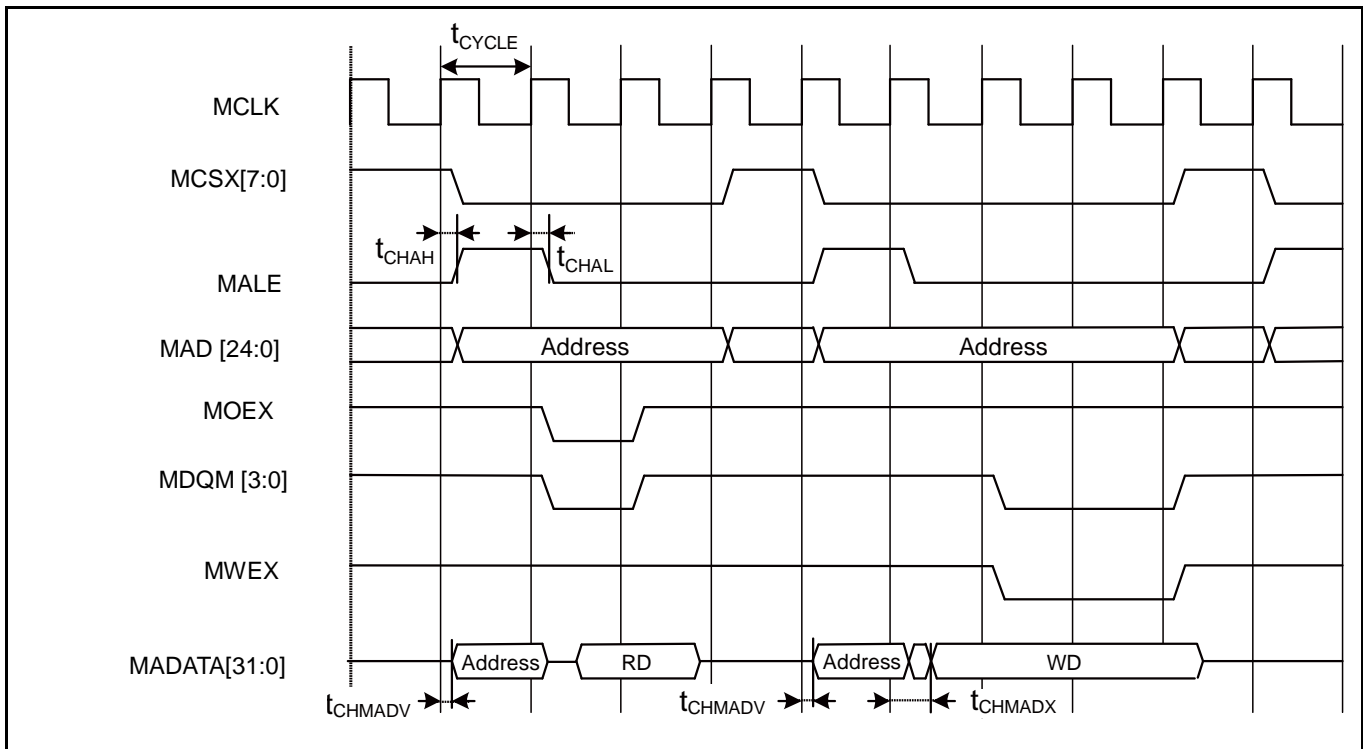 tCYCLE
MCLK
MCSX[7:0]
tCHAH
tCHAL
MALE
MAD [24:0]
Address
Address
MOEX
MDQM [3:0]
MWEX
MADATA[31:0]
Address
RD
Address
WD
tCHMADV
tCHMADV
tCHMADX